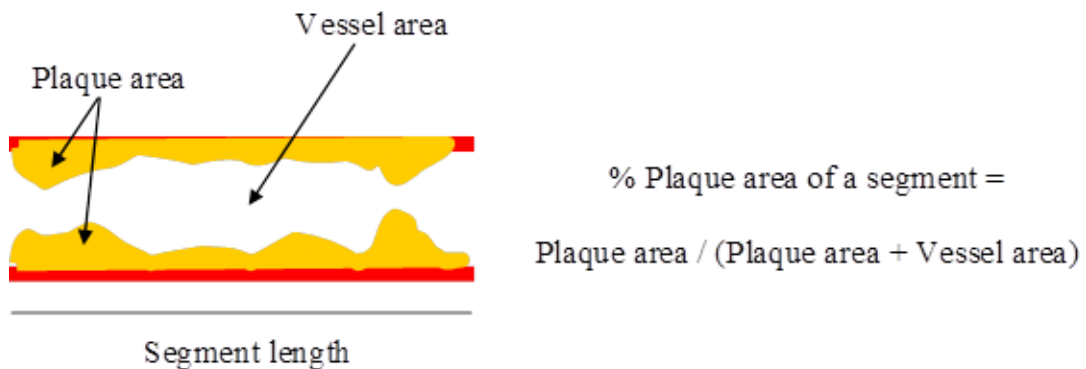 Vessel area
Plaque area
% Plaque area of a segment =
Plaque area / (Plaque area + Vessel area)
Segment length